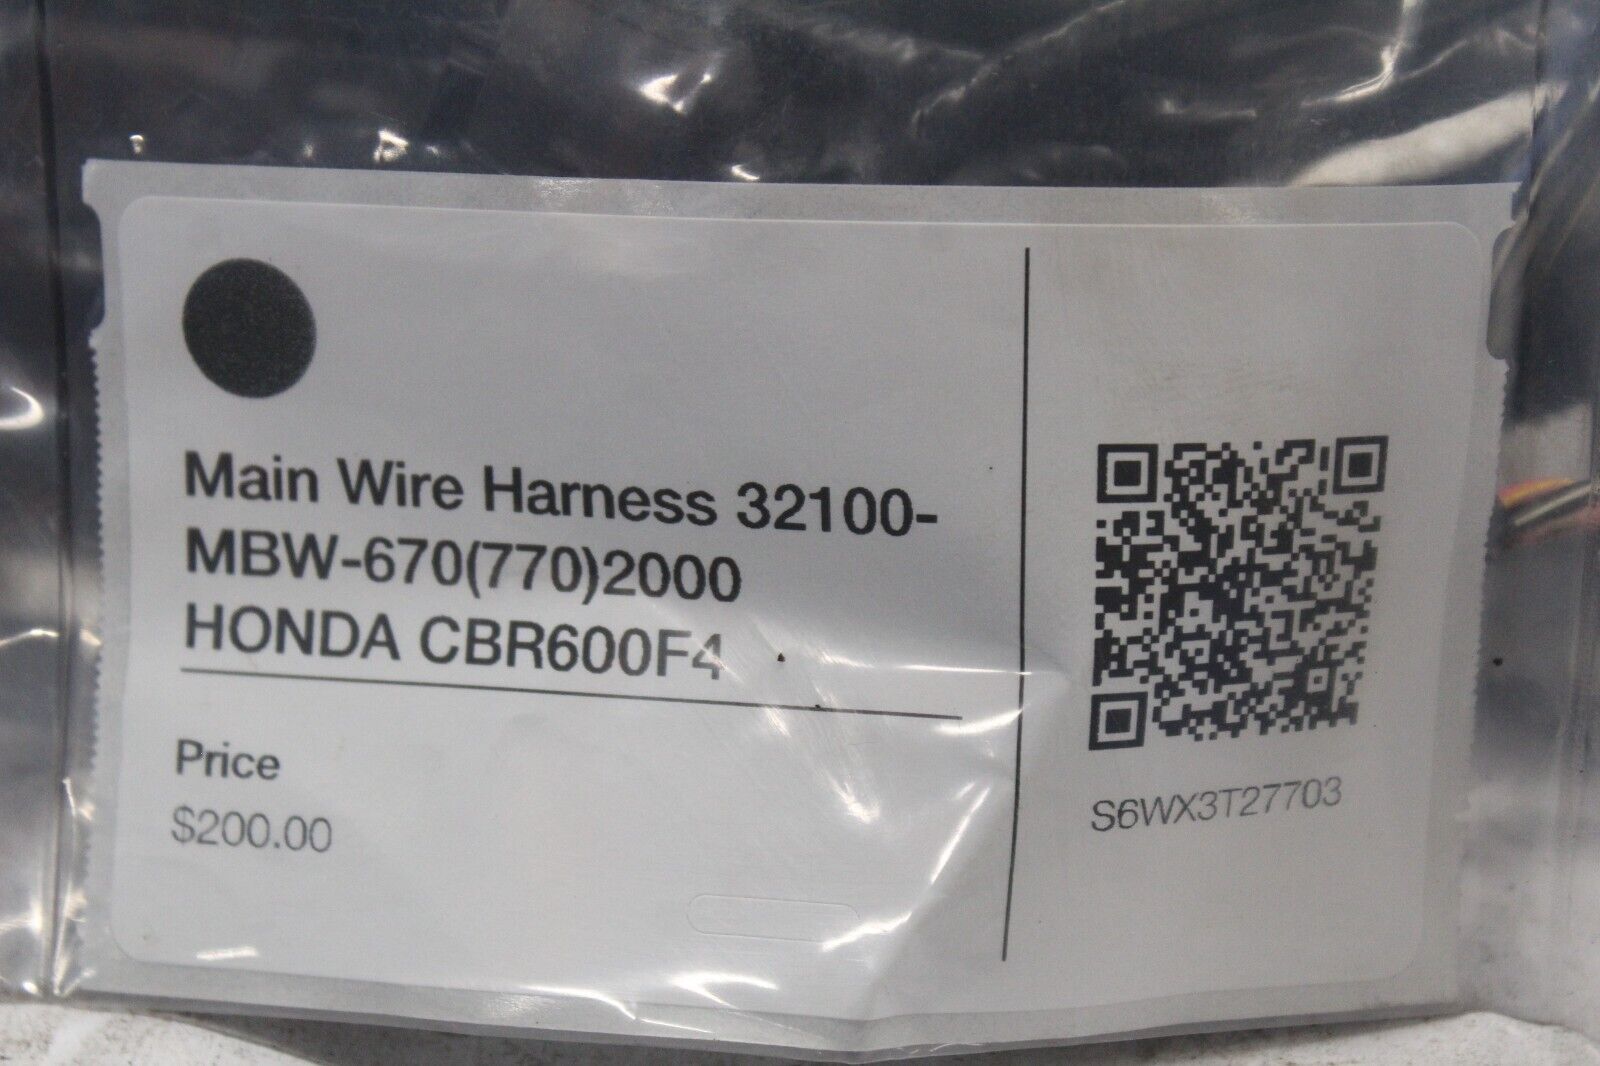 Main Wire Harness 32100-
MBW-670(770)2000
HONDA CBR600F4
Price
$200.00
S6WX3T27703